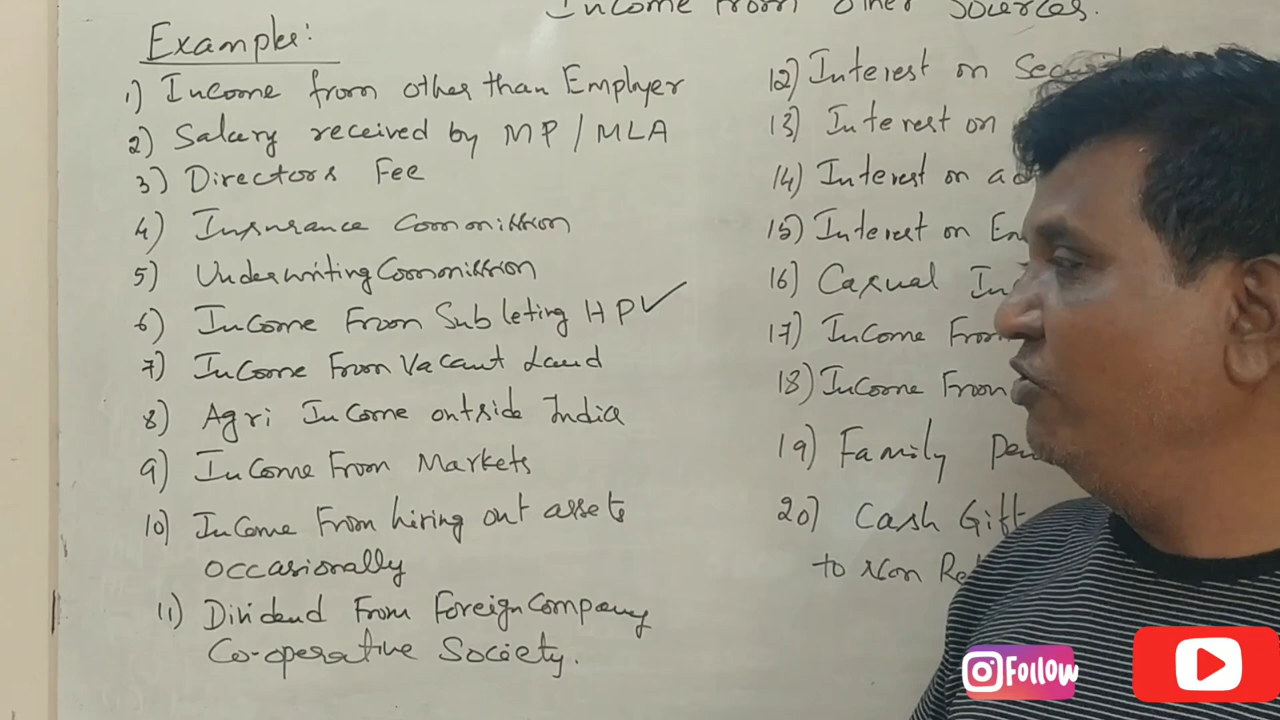 Income From Other Sources.
Examples:
1) Income from other than Employer
2) Salary received by MP / MLA
3) Directors Fee
4) Insurance Commission
5) Underwriting Commission
6) Income From Subleting HP ✓
7) Income From Vacant Land
8) Agri Income outside India
9) Income From Markets
10) Income From hiring out assets
occasionally
11) Dividend From Foreign Company
Co-operative Society.
12) Interest on
13) Interest on
14) Interest on
15) Interest on
16) Casual
17) Income From
18) Income From
19) Family
20) Cash Gift
to Non
Follow